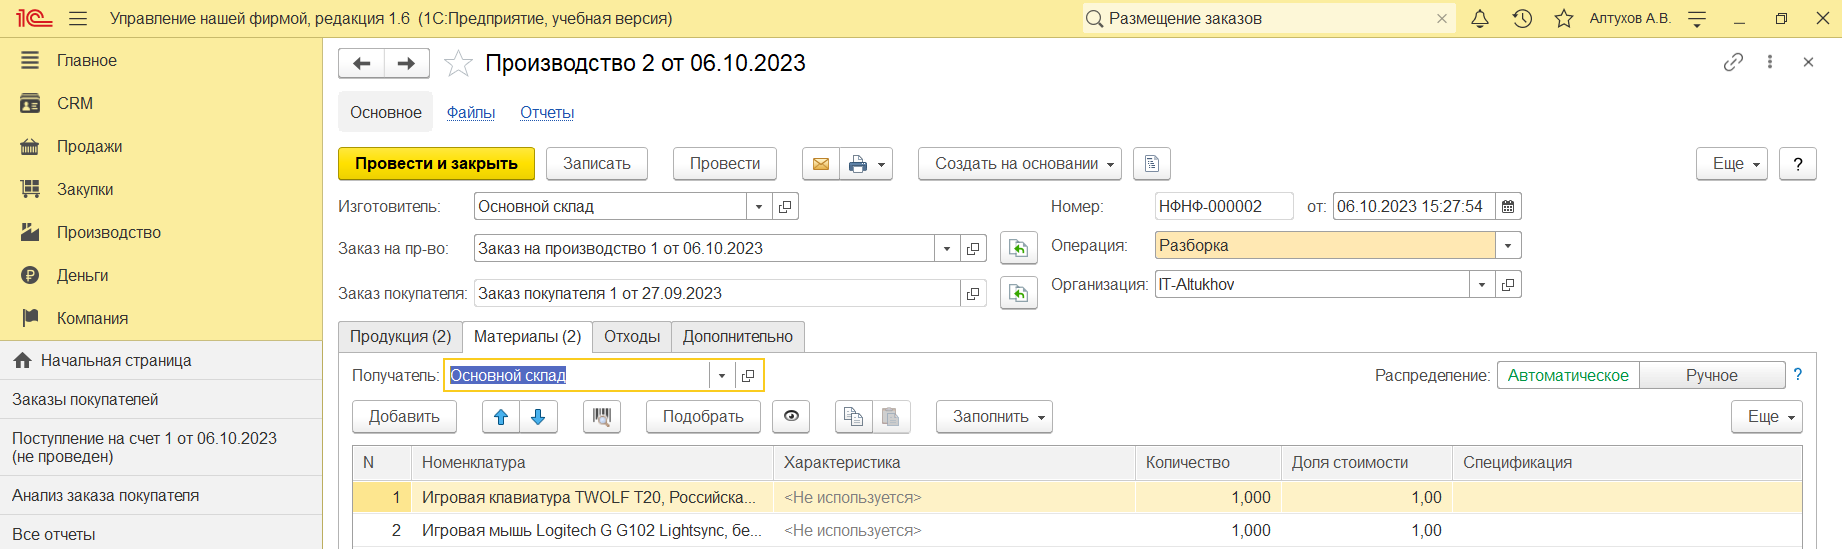 1С Управление нашей фирмой, редакция 1.6 (1С:Предприятие, учебная версия) Размещение заказов Алтухов А.В.
Главное
CRM
Продажи
Закупки
Производство
Деньги
Компания
Начальная страница
Заказы покупателей
Поступление на счет 1 от 06.10.2023
(не проведен)
Анализ заказа покупателя
Все отчеты
Производство 2 от 06.10.2023
Основное Файлы Отчеты
Провести и закрыть Записать Провести Создать на основании Еще ?
Изготовитель: Основной склад Номер: НФНФ-000002 от: 06.10.2023 15:27:54
Заказ на пр-во: Заказ на производство 1 от 06.10.2023 Операция: Разборка
Заказ покупателя: Заказ покупателя 1 от 27.09.2023 Организация: IT-Altukhov
Продукция (2) Материалы (2) Отходы Дополнительно
Получатель: Основной склад Распределение: Автоматическое Ручное ?
Добавить Подобрать Заполнить Еще
N Номенклатура Характеристика Количество Доля стоимости Спецификация
1 Игровая клавиатура TWOLF T20, Российска... <Не используется> 1,000 1,00
2 Игровая мышь Logitech G G102 Lightsync, бе... <Не используется> 1,000 1,00